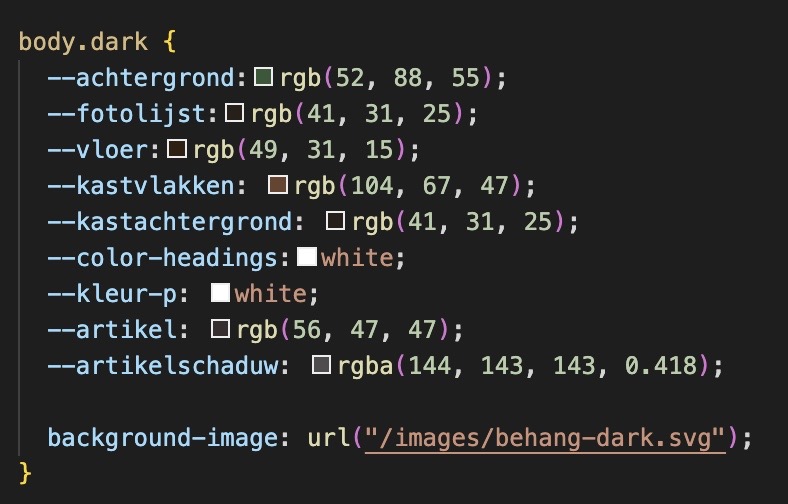 body.dark {
--achtergrond: rgb(52, 88, 55);
--fotolijst: rgb(41, 31, 25);
--vloer: rgb(49, 31, 15);
--kastvlakken: rgb(104, 67, 47);
--kastachtergrond: rgb(41, 31, 25);
--color-headings: white;
--kleur-p: white;
--artikel: rgb(56, 47, 47);
--artikelschaduw: rgba(144, 143, 143, 0.418);
background-image: url("/images/behang-dark.svg");
}